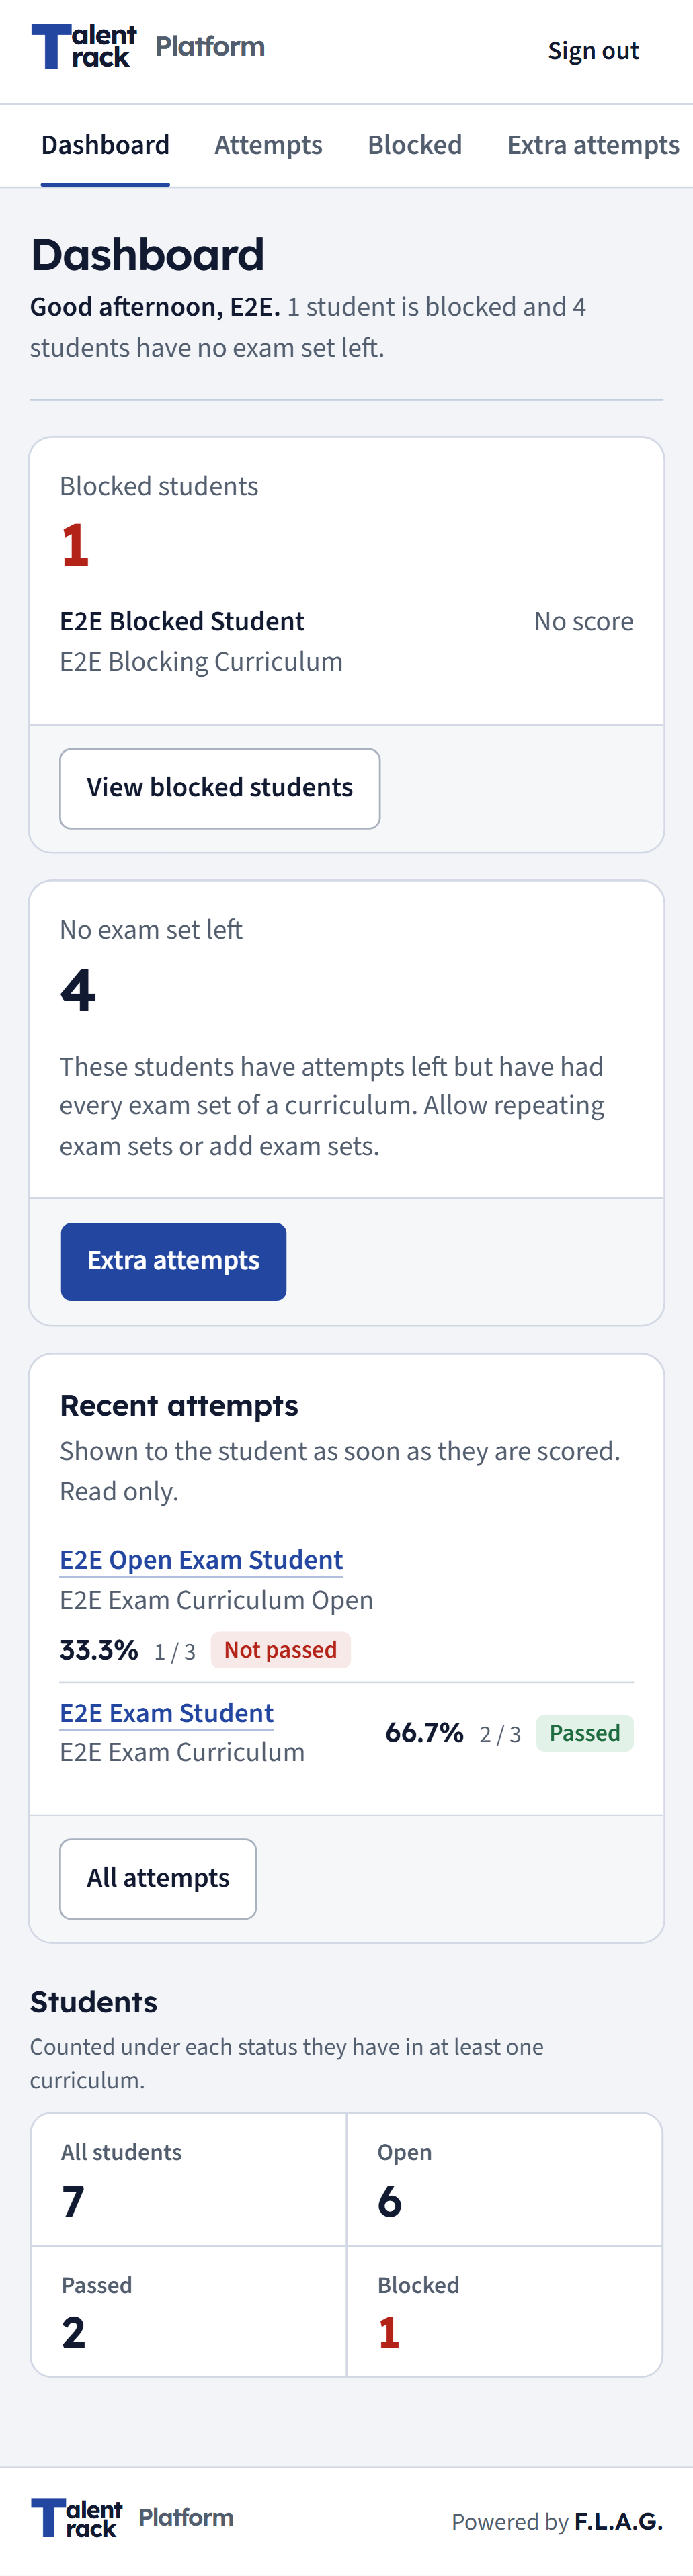 Talent
Track
Platform
Sign out
Dashboard
Attempts
Blocked
Extra attempts
Dashboard
Good afternoon, E2E. 1 student is blocked and 4
students have no exam set left.
Blocked students
1
E2E Blocked Student
No score
E2E Blocking Curriculum
View blocked students
No exam set left
4
These students have attempts left but have had
every exam set of a curriculum. Allow repeating
exam sets or add exam sets.
Extra attempts
Recent attempts
Shown to the student as soon as they are scored.
Read only.
E2E Open Exam Student
E2E Exam Curriculum Open
33.3% 1 / 3 Not passed
E2E Exam Student
E2E Exam Curriculum
66.7% 2 / 3 Passed
All attempts
Students
Counted under each status they have in at least one
curriculum.
All students
7
Open
6
Passed
2
Blocked
1
Talent
Track
Platform
Powered by F.L.A.G.